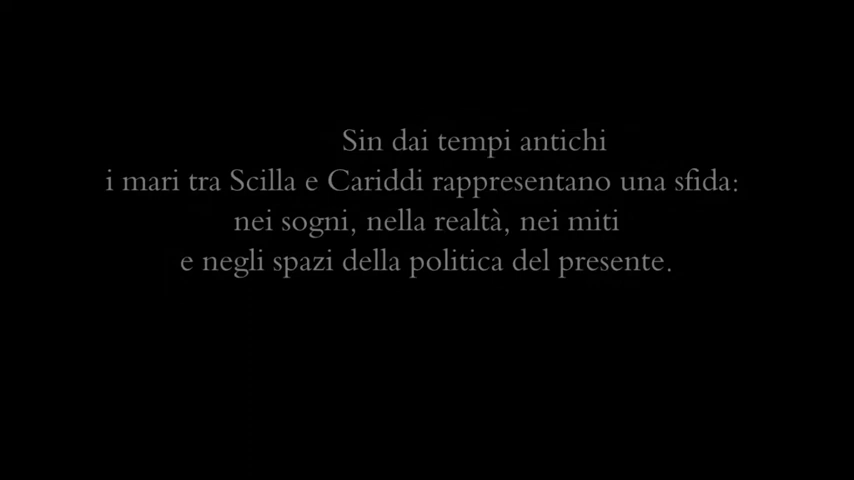 Sin dai tempi antichi
i mari tra Scilla e Cariddi rappresentano una sfida:
nei sogni, nella realtà, nei miti
e negli spazi della politica del presente.